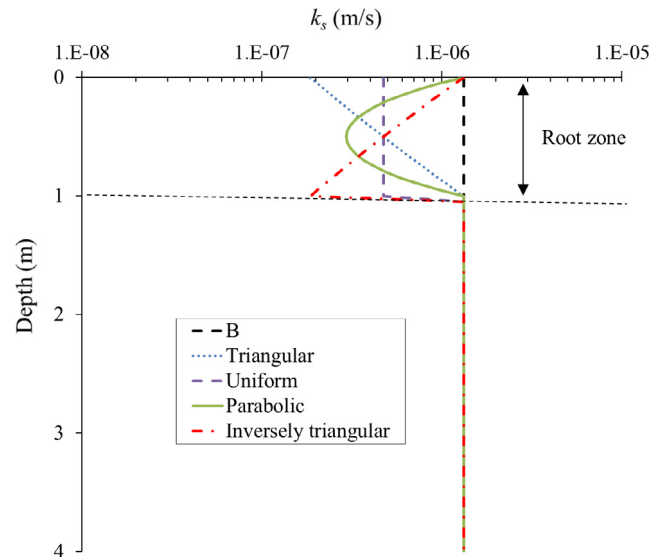 kₛ (m/s)
1.E-08 1.E-07 1.E-06 1.E-05
0
Root zone
1
Depth (m)
2
B
Triangular
Uniform
Parabolic
Inversely triangular
3
4